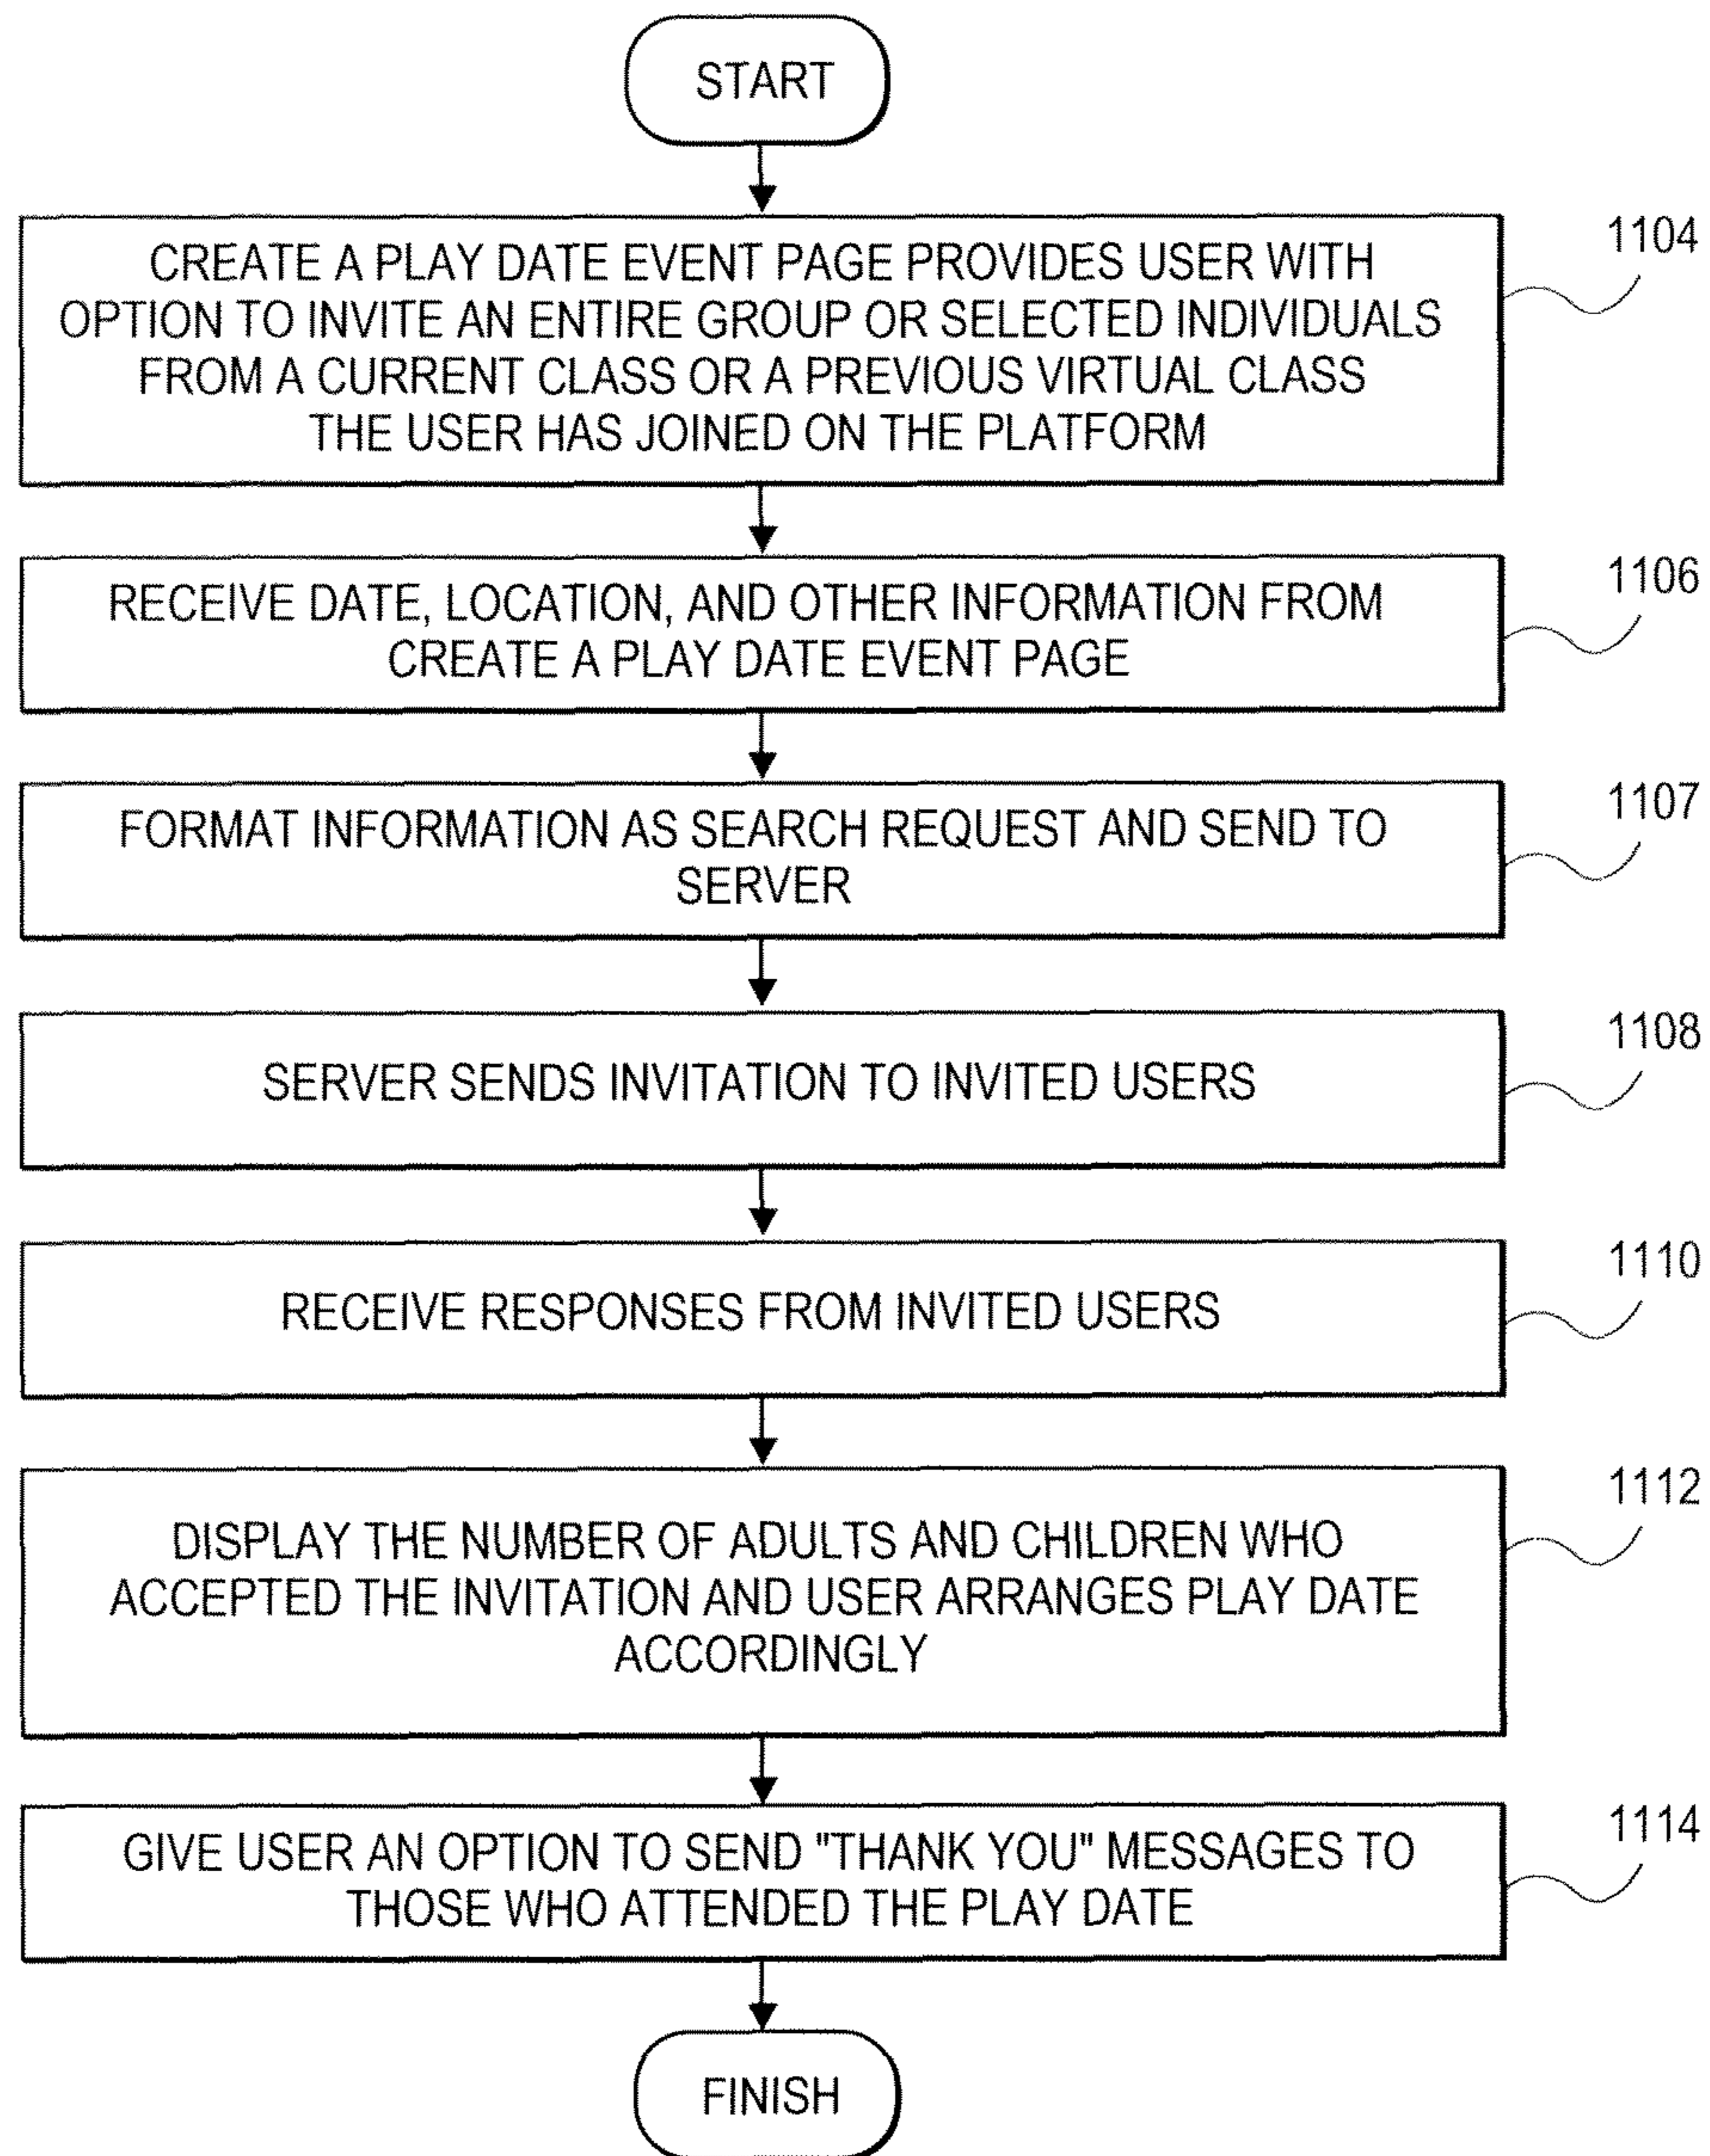 START
CREATE A PLAY DATE EVENT PAGE PROVIDES USER WITH
OPTION TO INVITE AN ENTIRE GROUP OR SELECTED INDIVIDUALS
FROM A CURRENT CLASS OR A PREVIOUS VIRTUAL CLASS
THE USER HAS JOINED ON THE PLATFORM
1104
RECEIVE DATE, LOCATION, AND OTHER INFORMATION FROM
CREATE A PLAY DATE EVENT PAGE
1106
FORMAT INFORMATION AS SEARCH REQUEST AND SEND TO
SERVER
1107
SERVER SENDS INVITATION TO INVITED USERS
1108
RECEIVE RESPONSES FROM INVITED USERS
1110
DISPLAY THE NUMBER OF ADULTS AND CHILDREN WHO
ACCEPTED THE INVITATION AND USER ARRANGES PLAY DATE
ACCORDINGLY
1112
GIVE USER AN OPTION TO SEND "THANK YOU" MESSAGES TO
THOSE WHO ATTENDED THE PLAY DATE
1114
FINISH